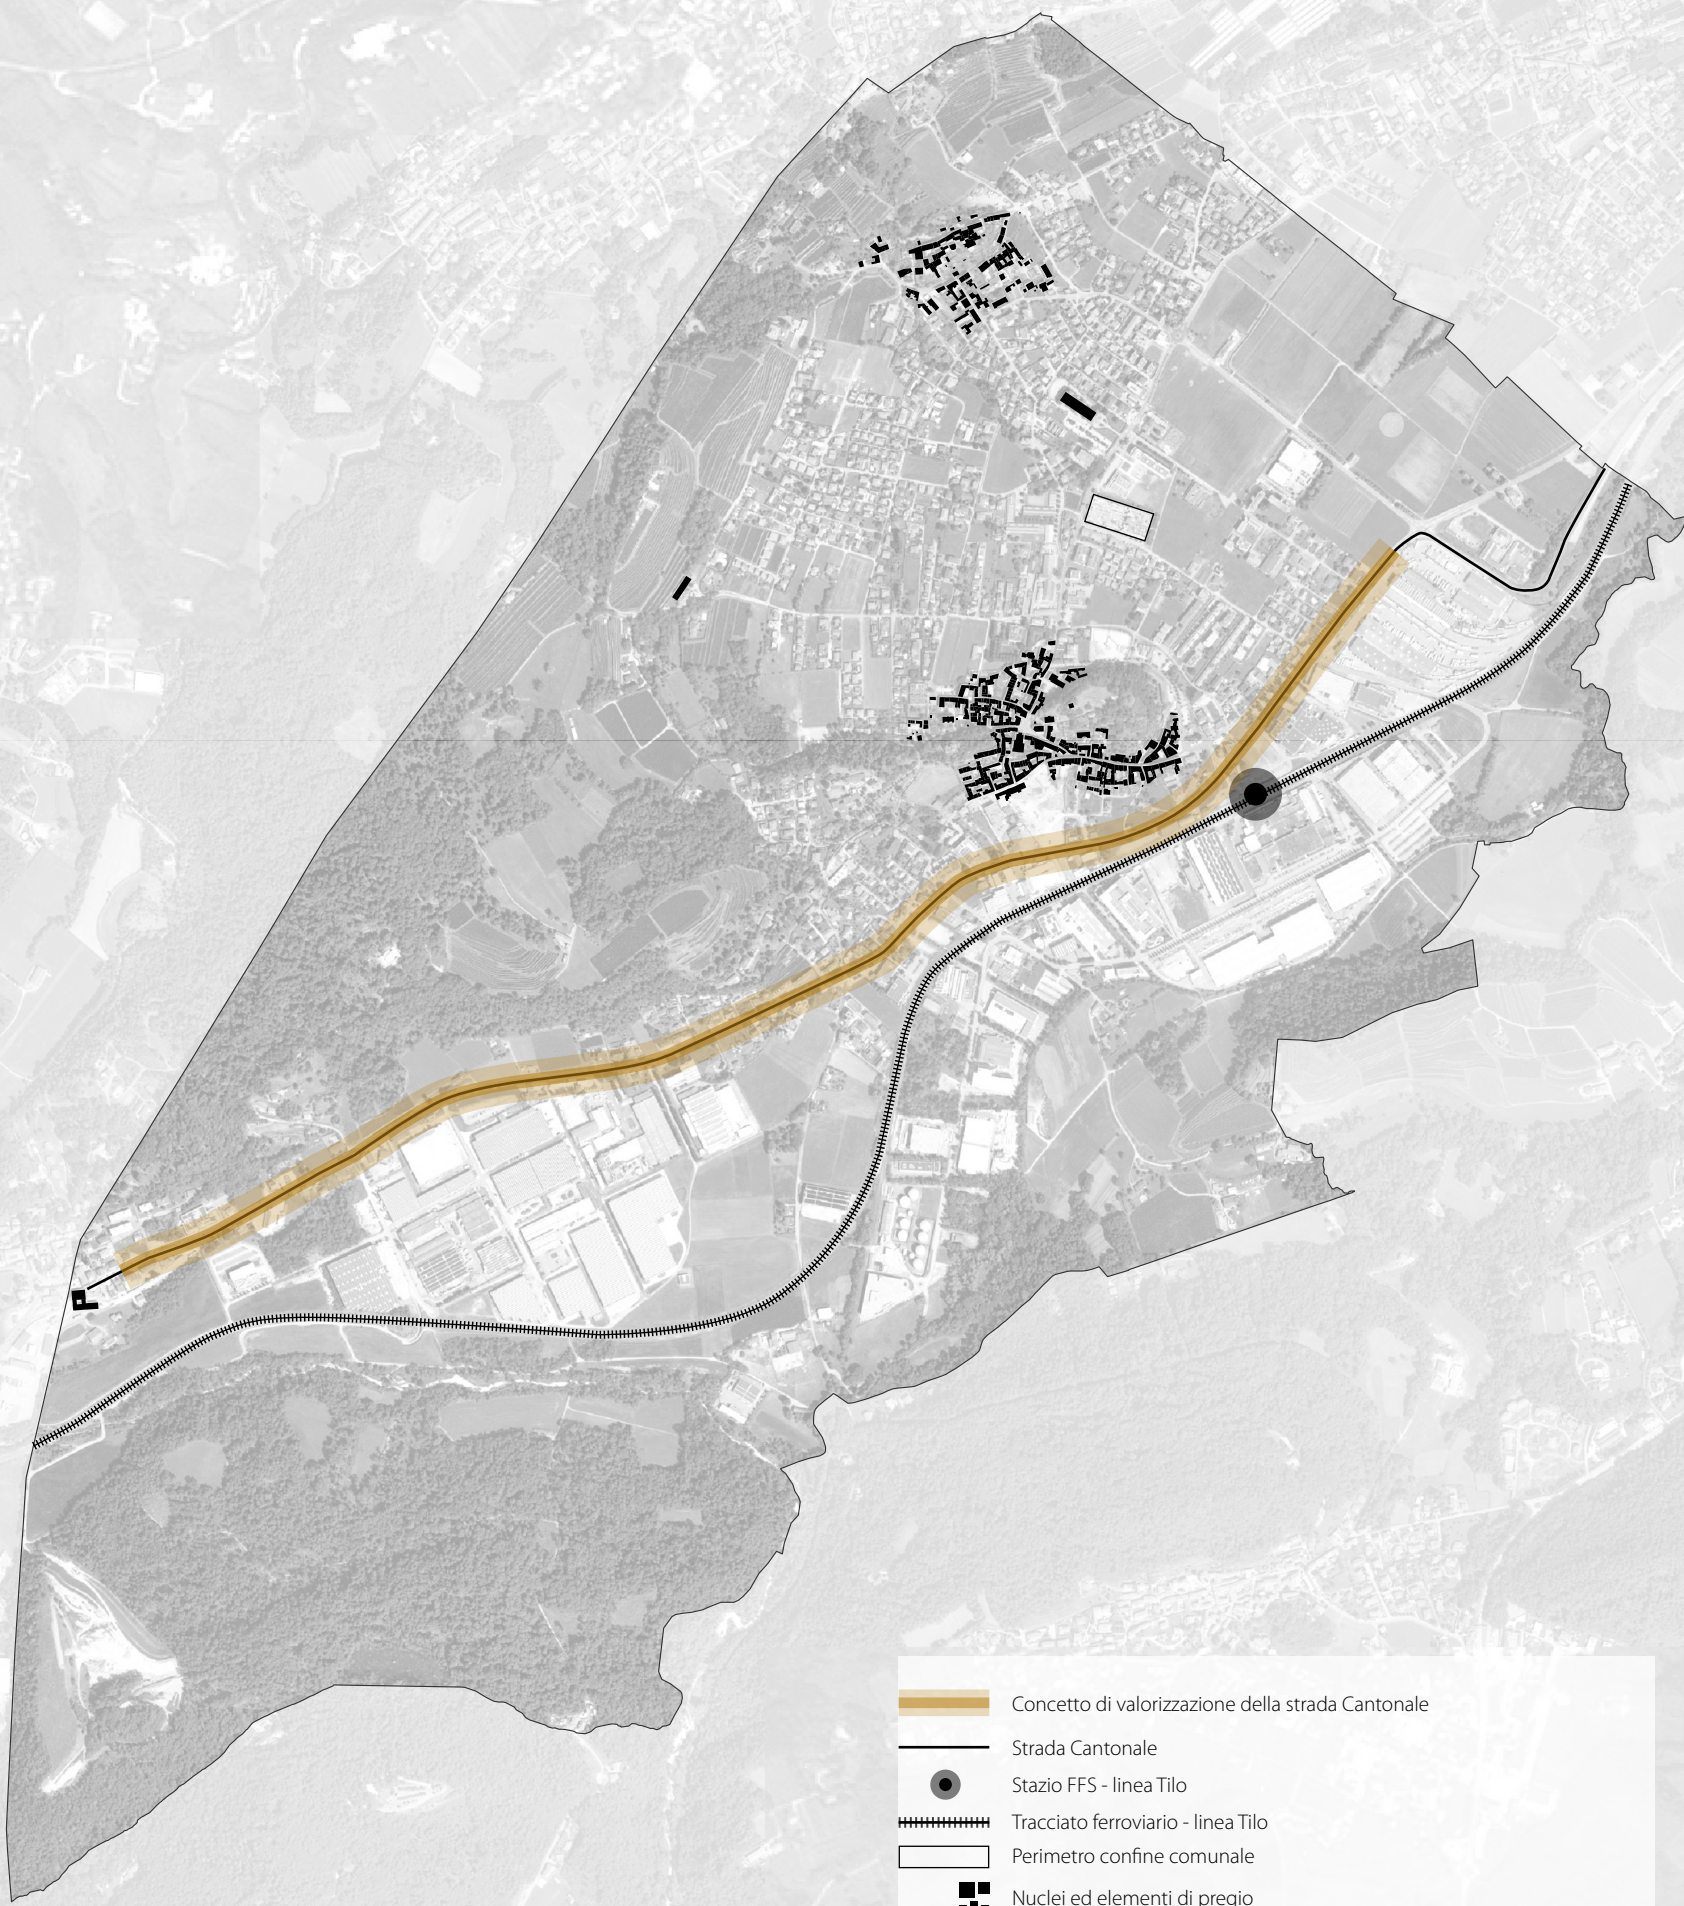 Concetto di valorizzazione della strada Cantonale
Strada Cantonale
Stazio FFS - linea Tilo
Tracciato ferroviario - linea Tilo
Perimetro confine comunale
Nuclei ed elementi di pregio